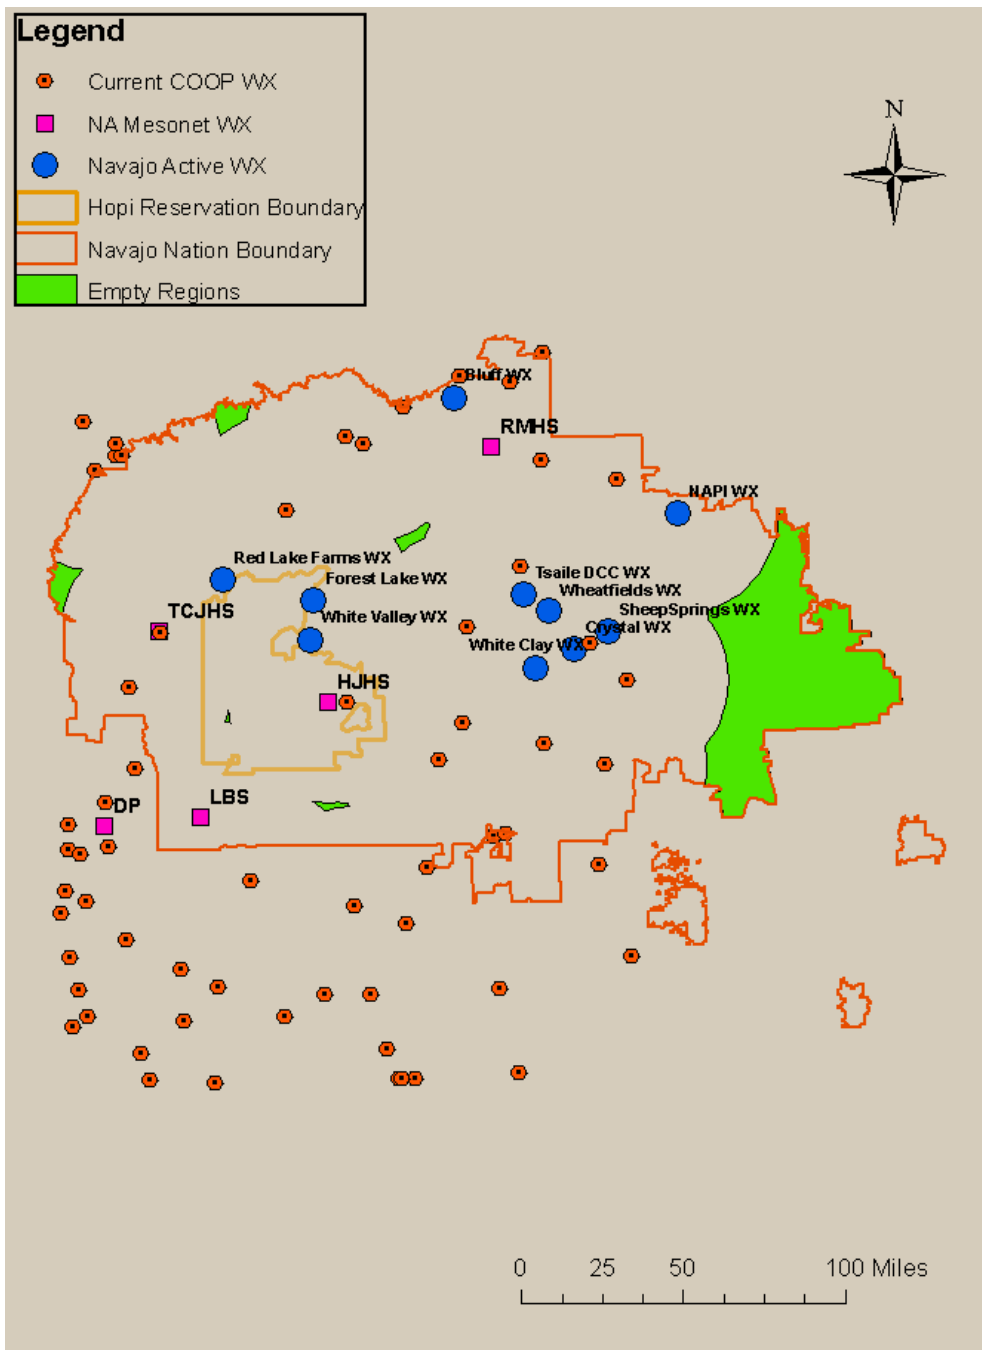 Legend
Current COOP WX
NA Mesonet WX
Navajo Active WX
Hopi Reservation Boundary
Navajo Nation Boundary
Empty Regions
N
Bluff WX
RMHS
NAPI WX
Red Lake Farms WX
Forest Lake WX
Tsaile DCC WX
Wheatfields WX
TCJHS
White Valley WX
SheepSprings WX
Crystal WX
White Clay WX
HJHS
LBS
DP
0 25 50 100 Miles